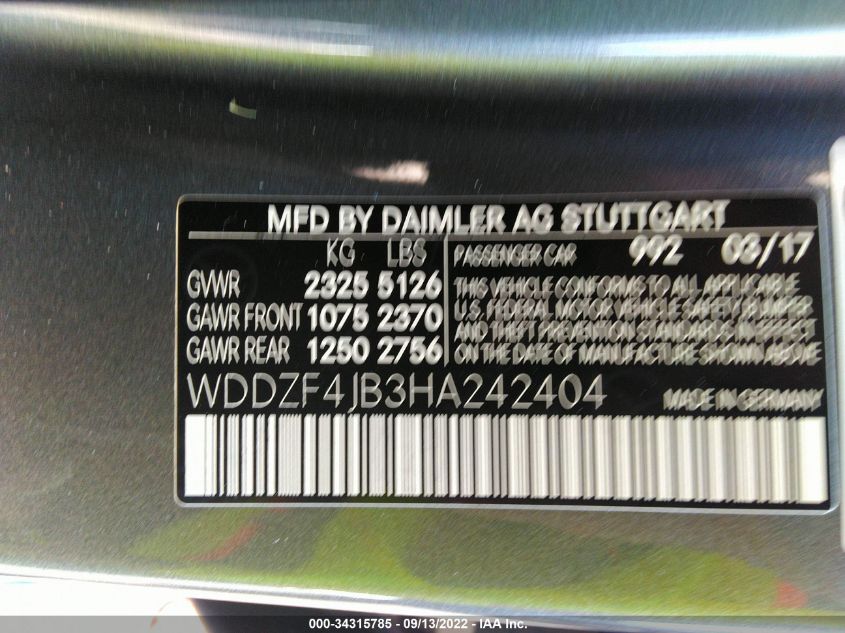 MFD BY DAIMLER AG STUTTGART
KG LBS PASSENGER CAR 992 03/17
GVWR 2325 5126 THIS VEHICLE CONFORMS TO ALL APPLICABLE
GAWR FRONT 1075 2370 U.S. FEDERAL MOTOR VEHICLE SAFETY BUMPER
AND THEFT PREVENTION STANDARDS IN EFFECT
GAWR REAR 1250 2756 ON THE DATE OF MANUFACTURE SHOWN ABOVE
WDDZF4JB3HA242404 MADE IN GERMANY
000-34315785 - 09/13/2022 - IAA Inc.